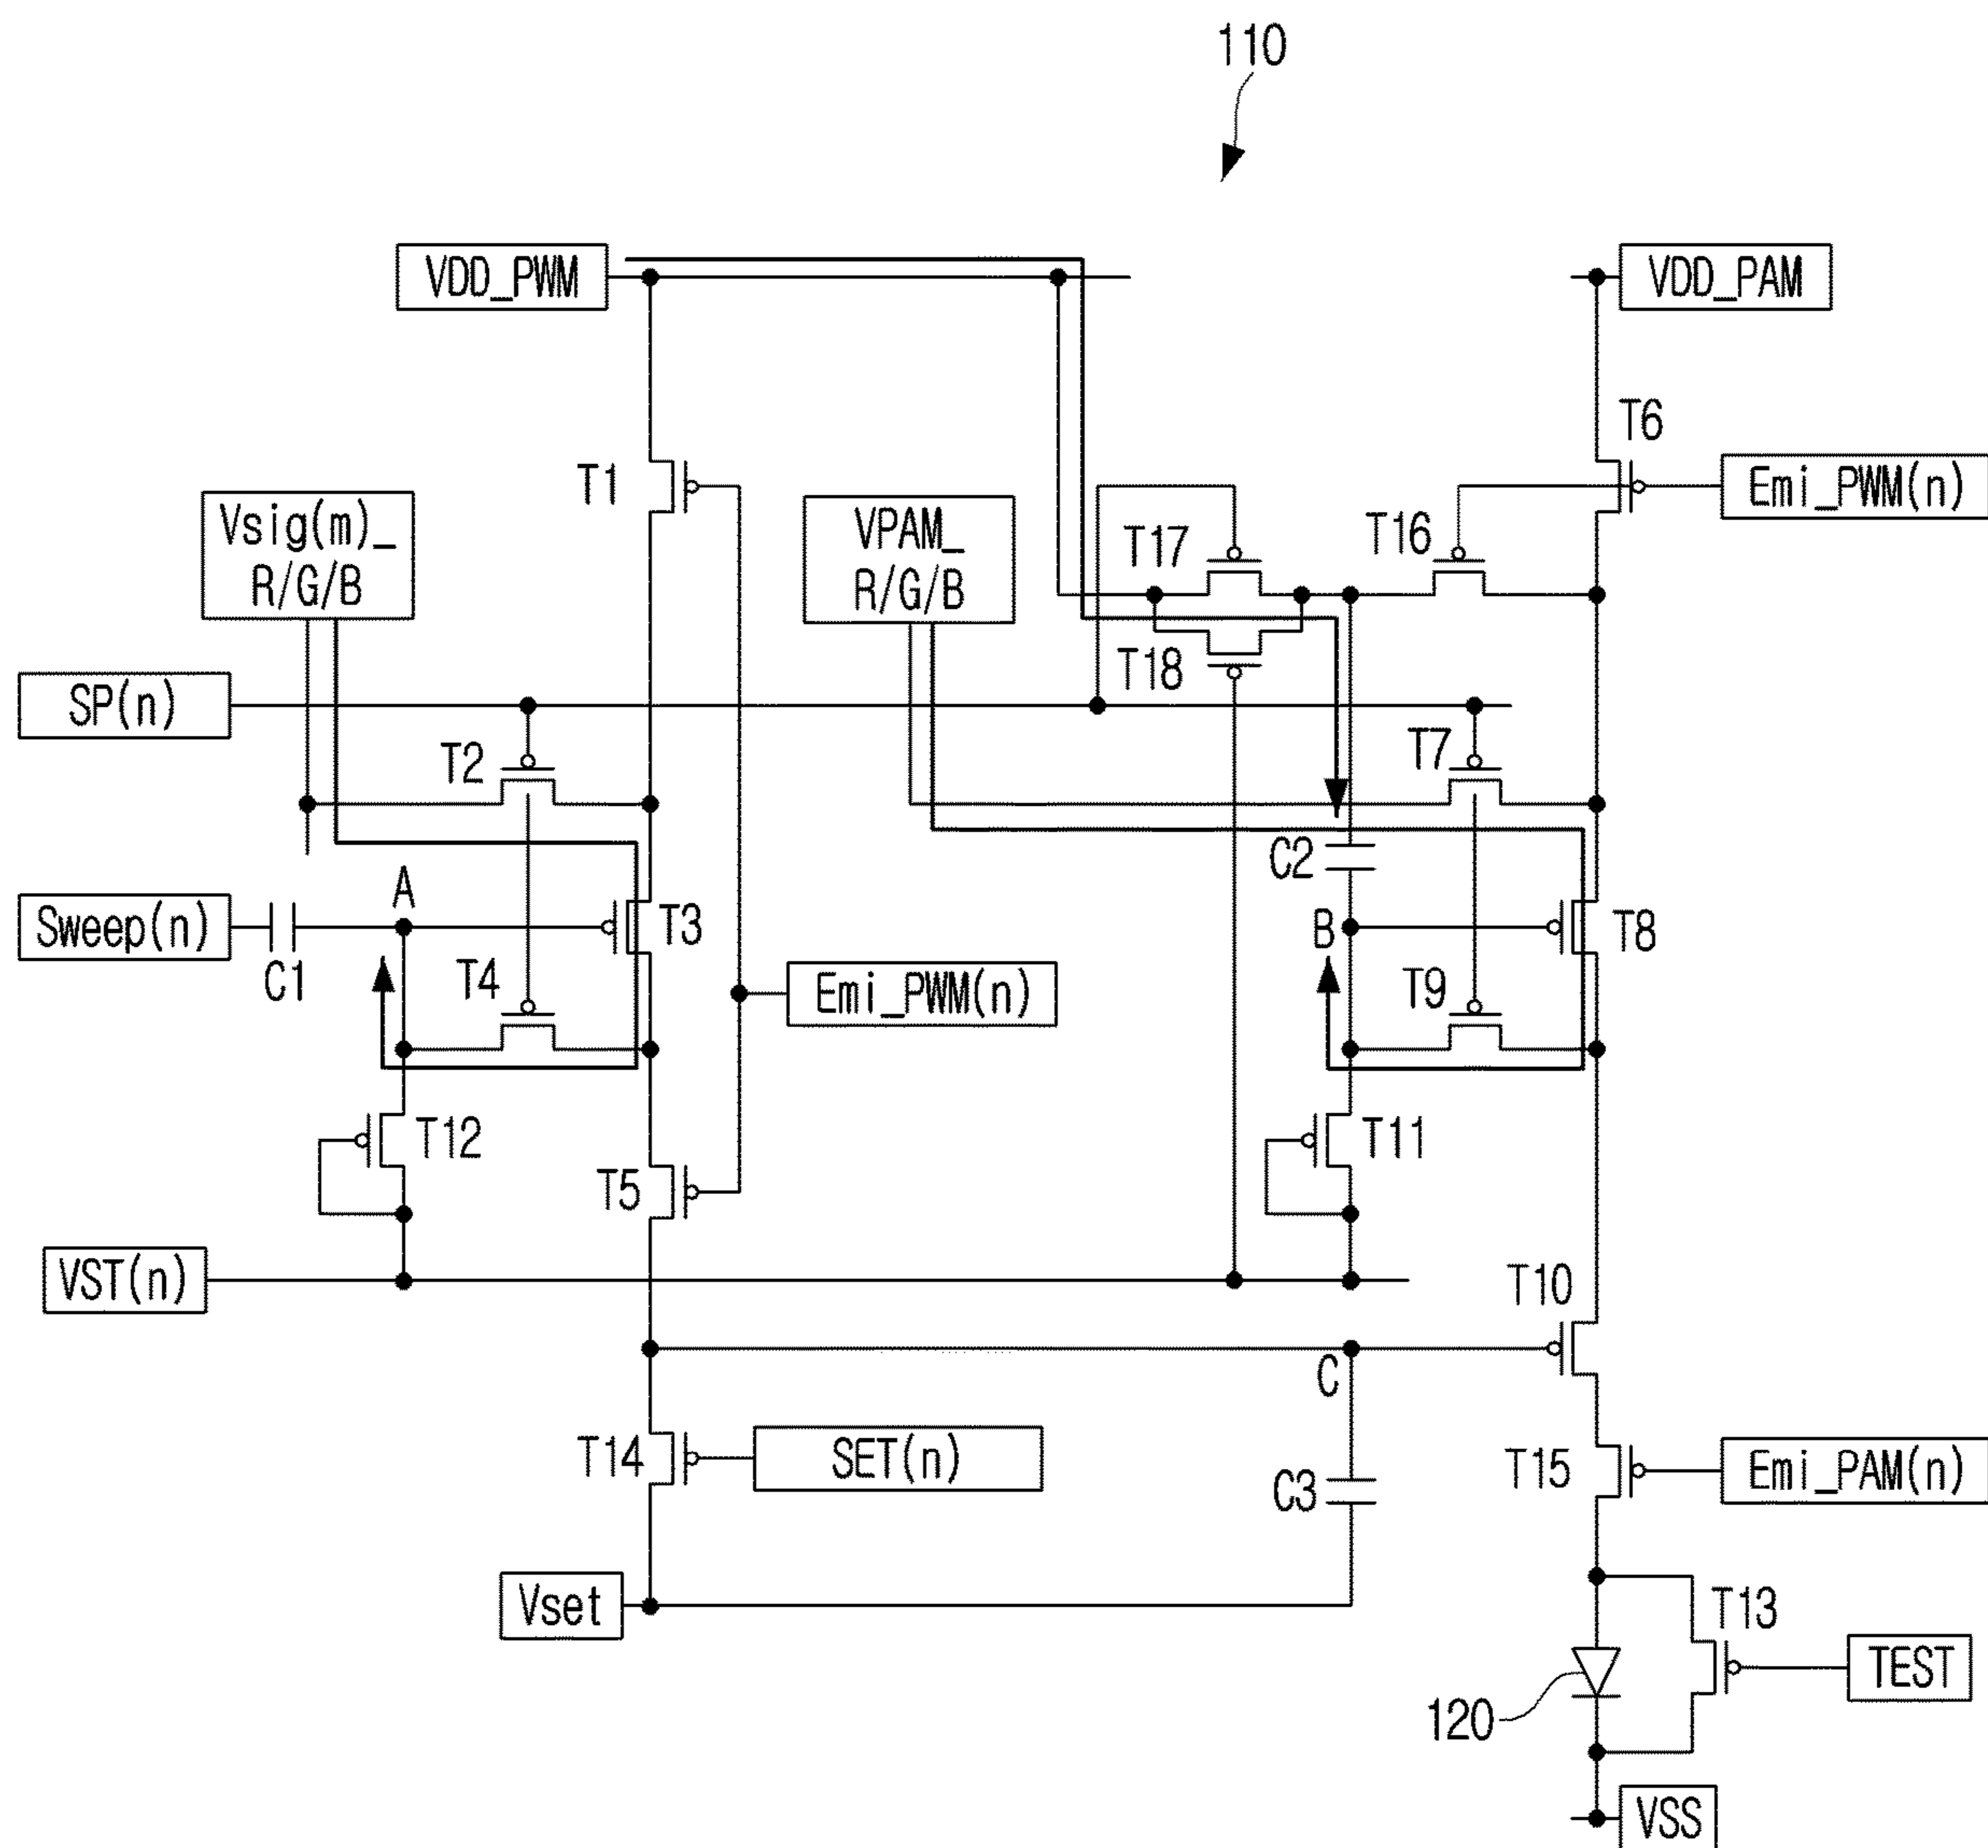 110
VDD_PWM
VDD_PAM
T6
T1
Emi_PWM(n)
Vsig(m)_
R/G/B
VPAM_
R/G/B
T17
T16
T18
SP(n)
T2
T7
C2
A
Sweep(n)
C1
T3
B
T8
T4
Emi_PWM(n)
T9
T12
T11
T5
VST(n)
T10
C
T14
SET(n)
C3
T15
Emi_PAM(n)
Vset
T13
TEST
120
VSS